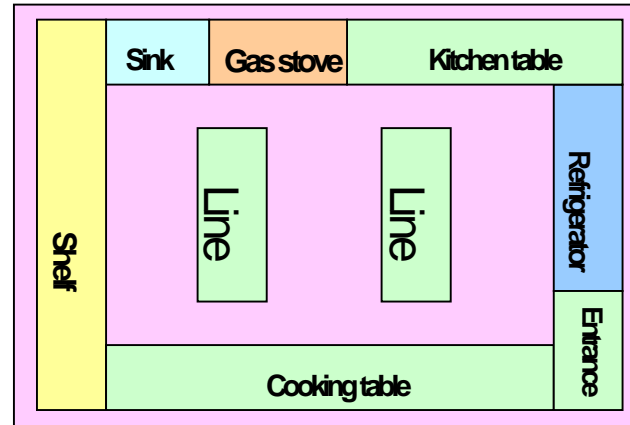 Sink
Gas stove
Kitchen table
Refrigerator
Line
Line
Shelf
Entrance
Cooking table